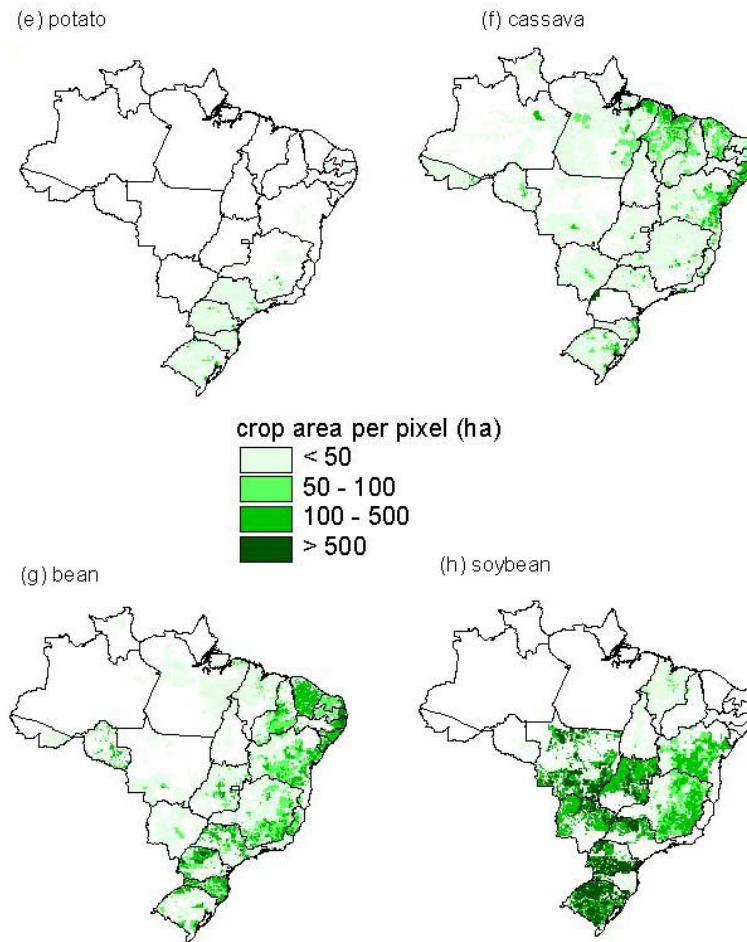 (e) potato
(f) cassava
crop area per pixel (ha)
< 50
50 - 100
100 - 500
> 500
(g) bean
(h) soybean